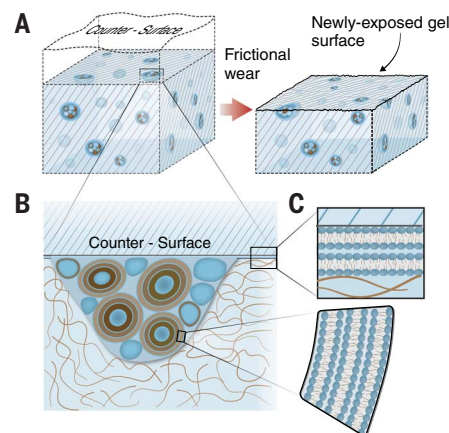 A
Counter - Surface
Frictional
wear
Newly-exposed gel
surface
B
Counter - Surface
C